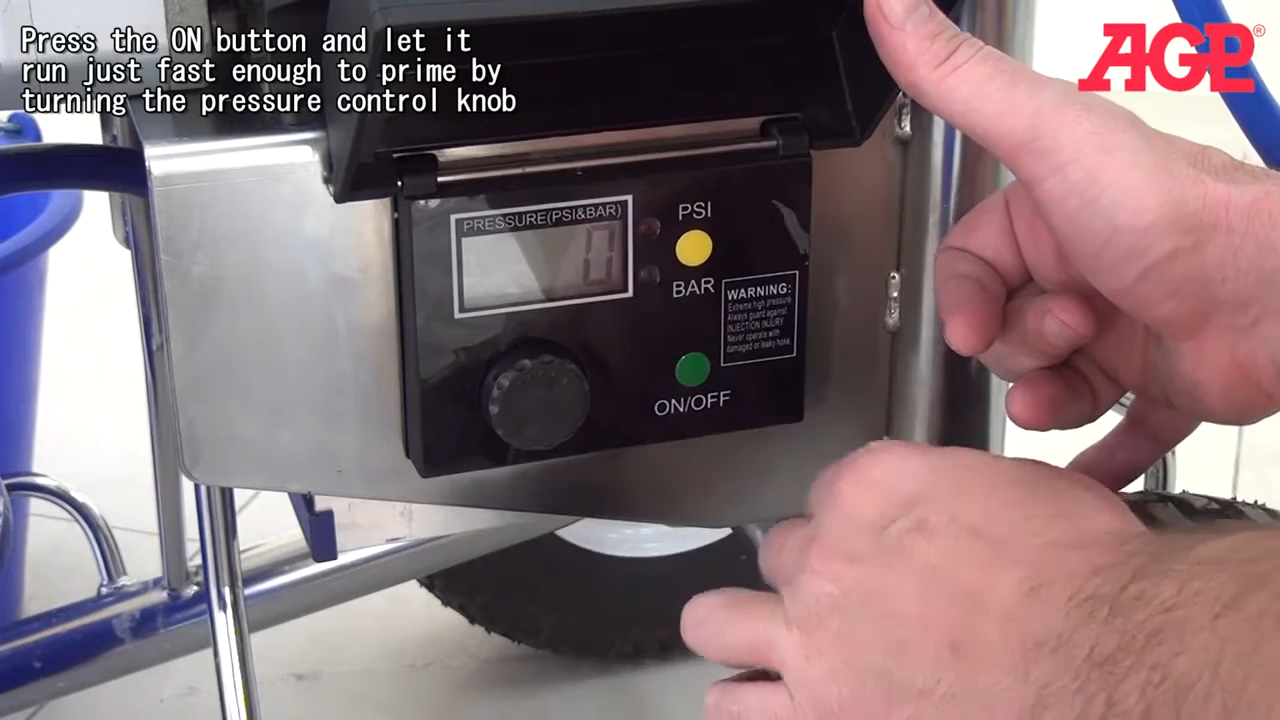 Press the ON button and let it
run just fast enough to prime by
turning the pressure control knob
AGP®
PRESSURE(PSI&BAR)
0
PSI
BAR
WARNING:
Extreme high pressure.
Always guard against
INJECTION INJURY
Never operate with
damaged or leaky hose.
ON/OFF